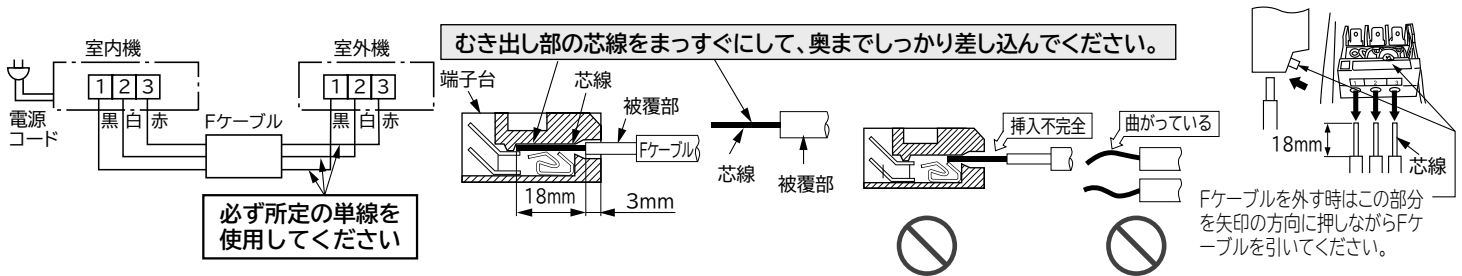 室内機
1 2 3
黒 白 赤
電源
コード
Fケーブル
室外機
1 2 3
黒 白 赤
必ず所定の単線を
使用してください
むき出し部の芯線をまっすぐにして、奥までしっかり差し込んでください。
端子台
芯線
被覆部
Fケーブル
18mm
3mm
芯線
被覆部
挿入不完全
曲がっている
1 2 3
18mm
芯線
Fケーブルを外す時はこの部分
を矢印の方向に押しながらFケ
ーブルを引いてください。